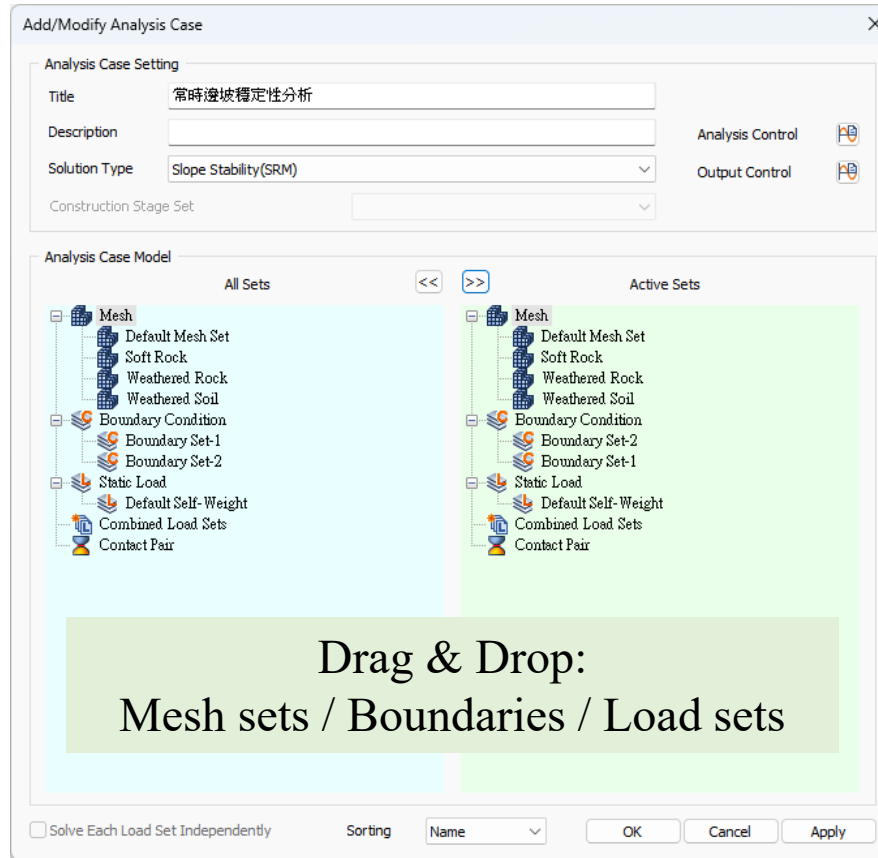 Add/Modify Analysis Case
Analysis Case Setting
Title 常時邊坡穩定性分析
Description Analysis Control
Solution Type Slope Stability(SRM) Output Control
Construction Stage Set
Analysis Case Model
All Sets << >> Active Sets
Mesh Mesh
Default Mesh Set Default Mesh Set
Soft Rock Soft Rock
Weathered Rock Weathered Rock
Weathered Soil Weathered Soil
Boundary Condition Boundary Condition
Boundary Set-1 Boundary Set-2
Boundary Set-2 Boundary Set-1
Static Load Static Load
Default Self-Weight Default Self-Weight
Combined Load Sets Combined Load Sets
Contact Pair Contact Pair
Drag & Drop:
Mesh sets / Boundaries / Load sets
Solve Each Load Set Independently Sorting Name OK Cancel Apply